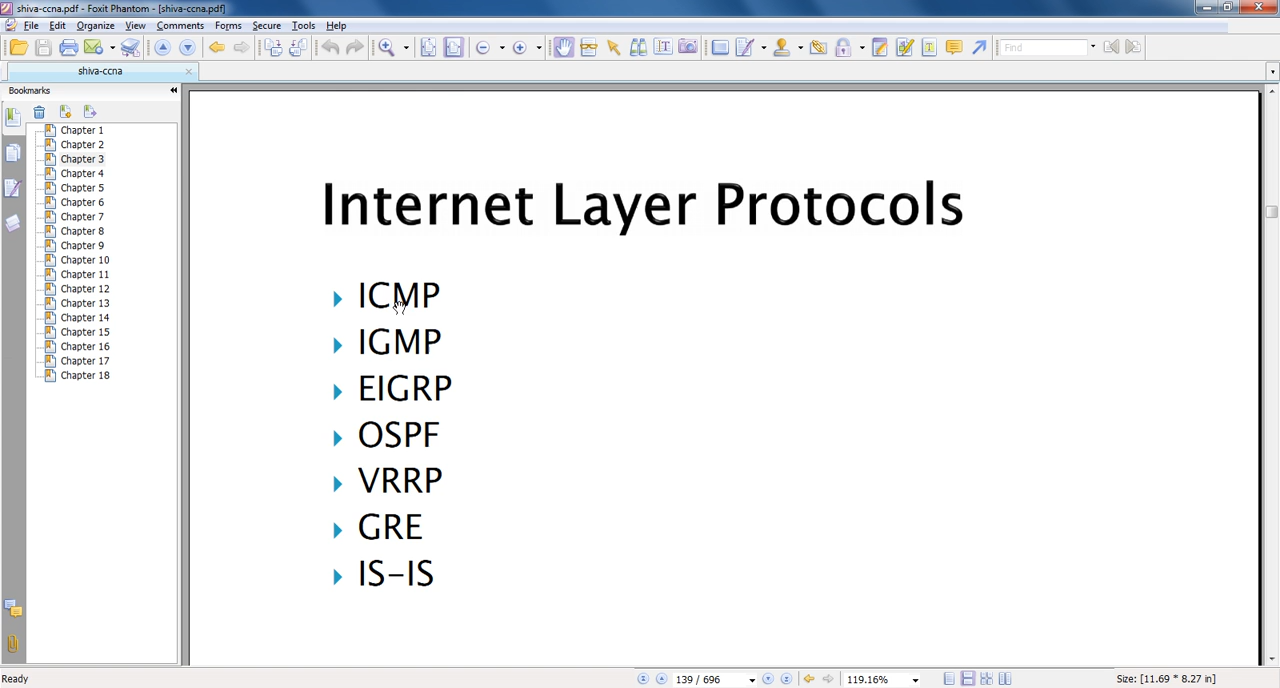 shiva-ccna.pdf - Foxit Phantom - [shiva-ccna.pdf]
File Edit Organize View Comments Forms Secure Tools Help
Find
shiva-ccna
Bookmarks
Chapter 1
Chapter 2
Chapter 3
Chapter 4
Chapter 5
Chapter 6
Chapter 7
Chapter 8
Chapter 9
Chapter 10
Chapter 11
Chapter 12
Chapter 13
Chapter 14
Chapter 15
Chapter 16
Chapter 17
Chapter 18
Internet Layer Protocols
ICMP
IGMP
EIGRP
OSPF
VRRP
GRE
IS-IS
Ready 139 / 696 119.16% Size: [11.69 * 8.27 in]